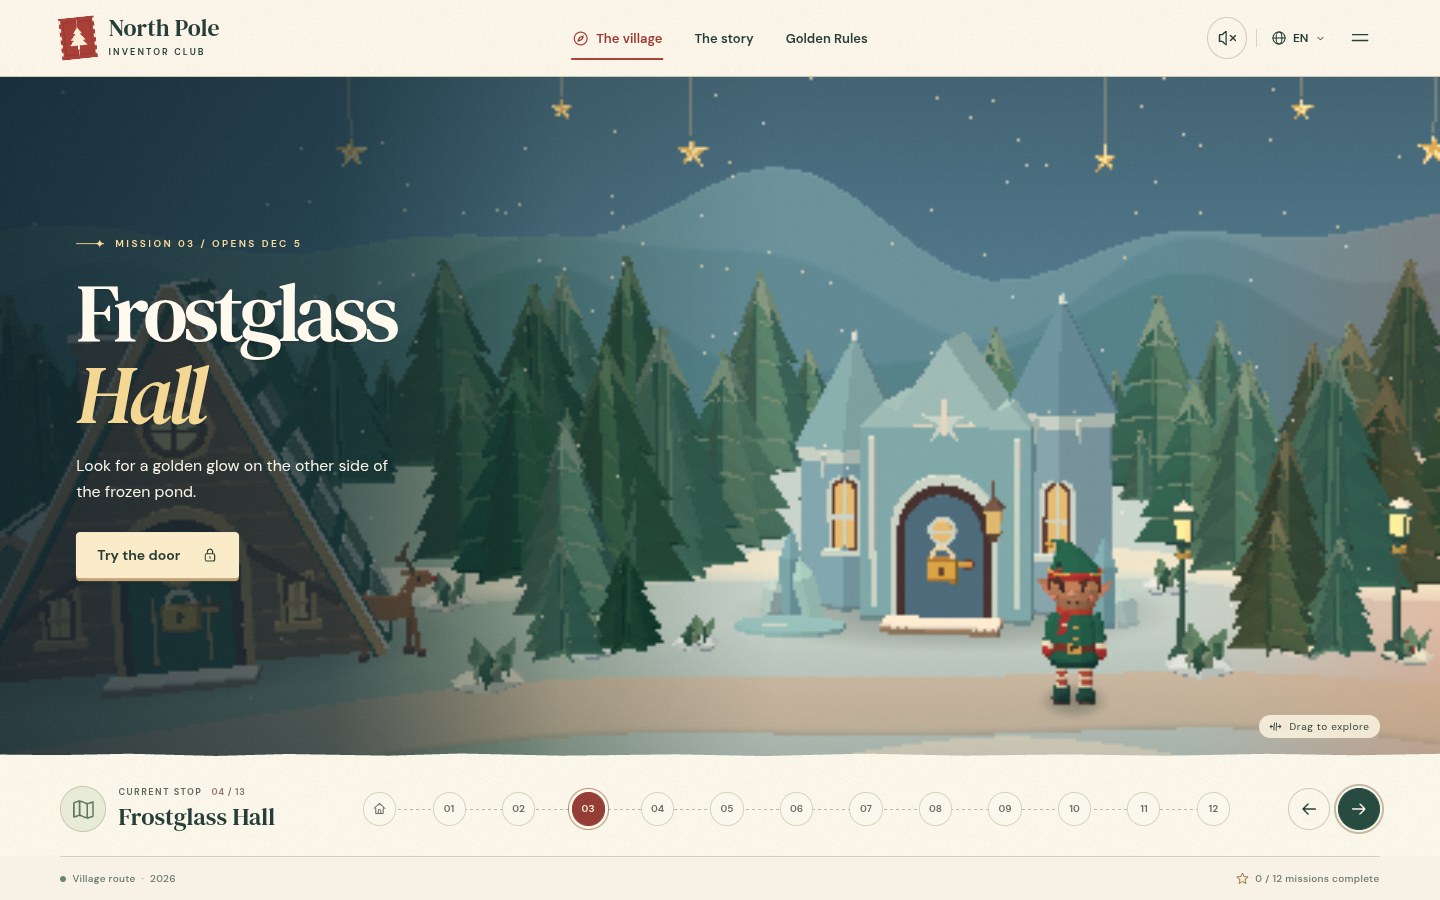 North Pole
INVENTOR CLUB
The village
The story
Golden Rules
EN
MISSION 03 / OPENS DEC 5
Frostglass
Hall
Look for a golden glow on the other side of
the frozen pond.
Try the door
Drag to explore
CURRENT STOP 04 / 13
Frostglass Hall
01 02 03 04 05 06 07 08 09 10 11 12
Village route · 2026
0 / 12 missions complete